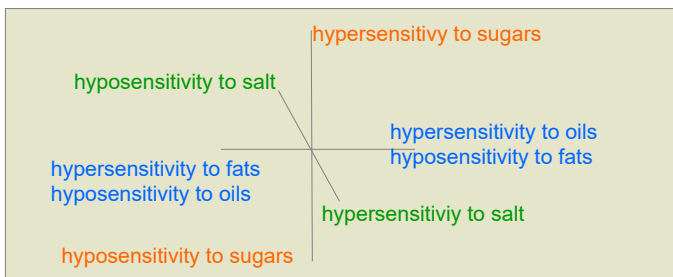 hypersensitivy to sugars
hyposensitivity to salt
hypersensitivity to oils
hyposensitivity to fats
hypersensitivity to fats
hyposensitivity to oils
hypersensitiviy to salt
hyposensitivity to sugars